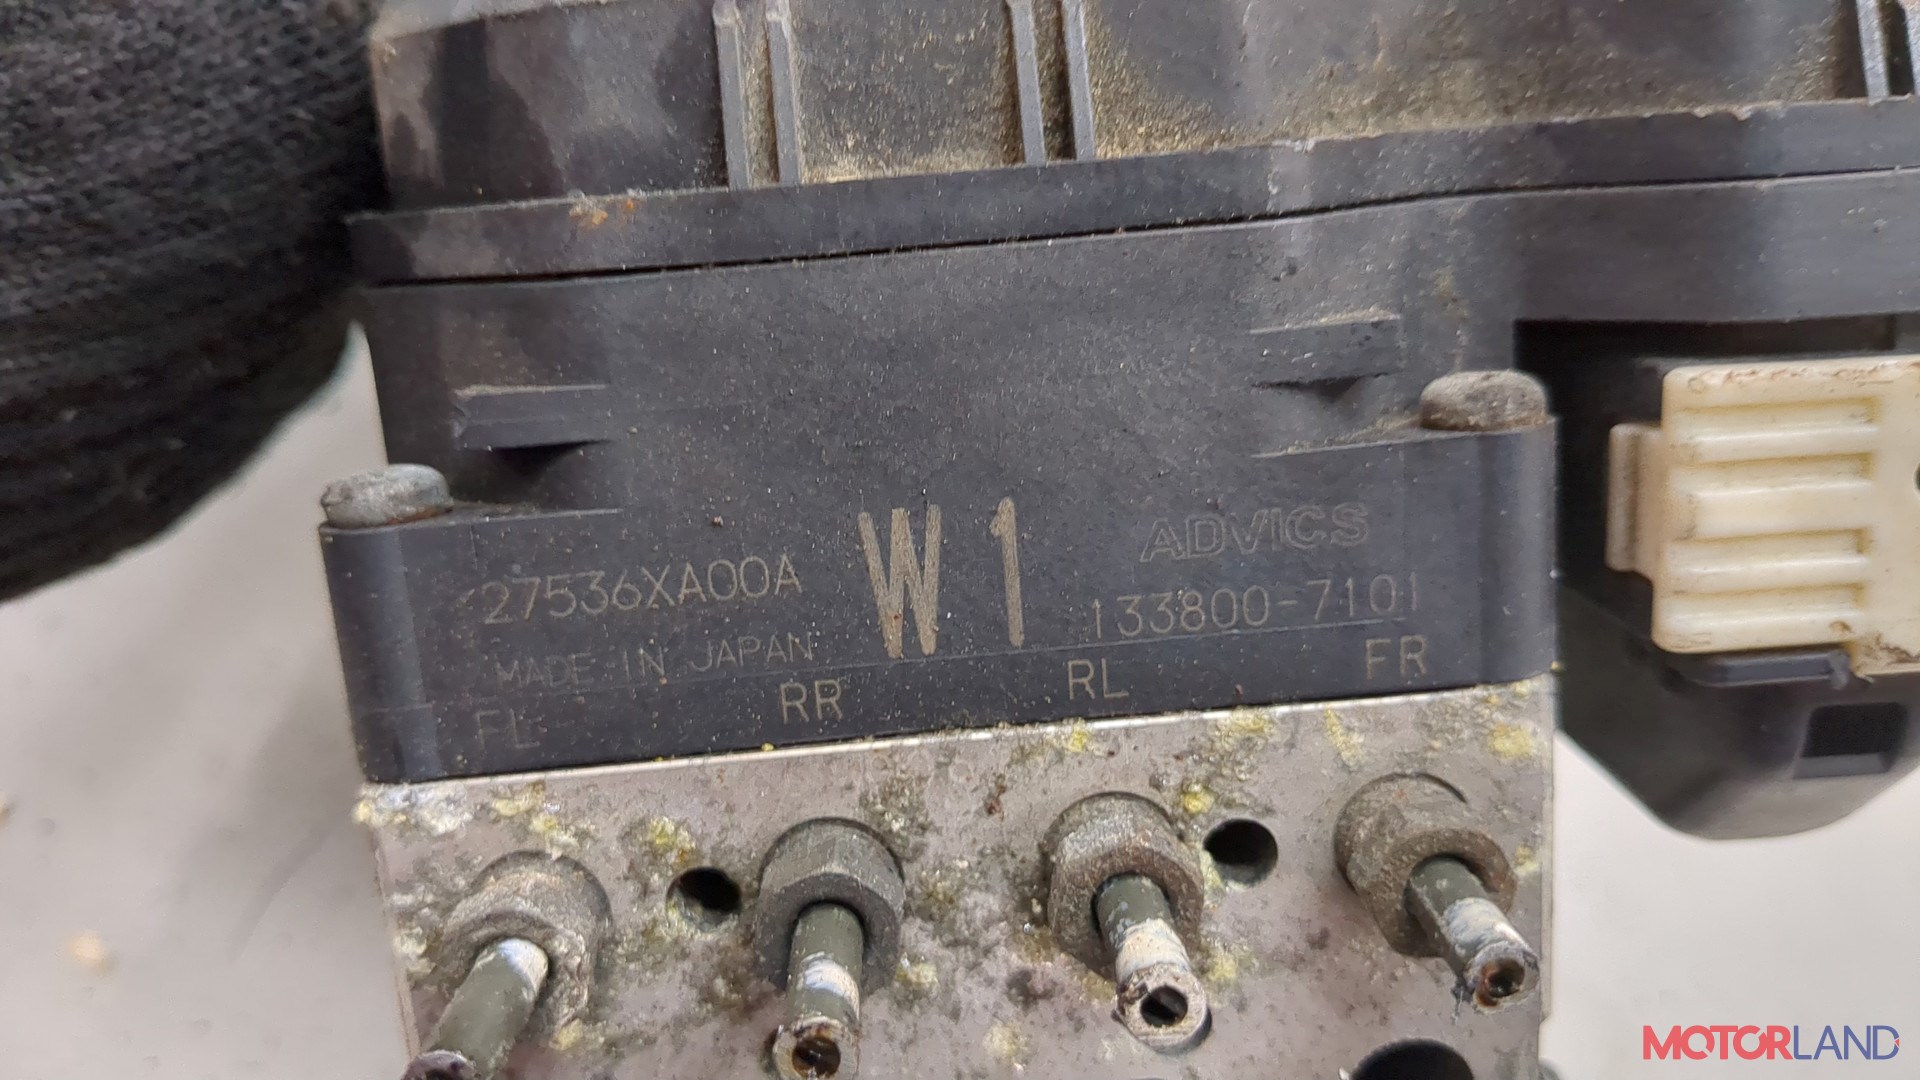 27536XA00A
W1
ADVICS
133800-7101
MADE IN JAPAN
FL
RR
RL
FR
MOTORLAND